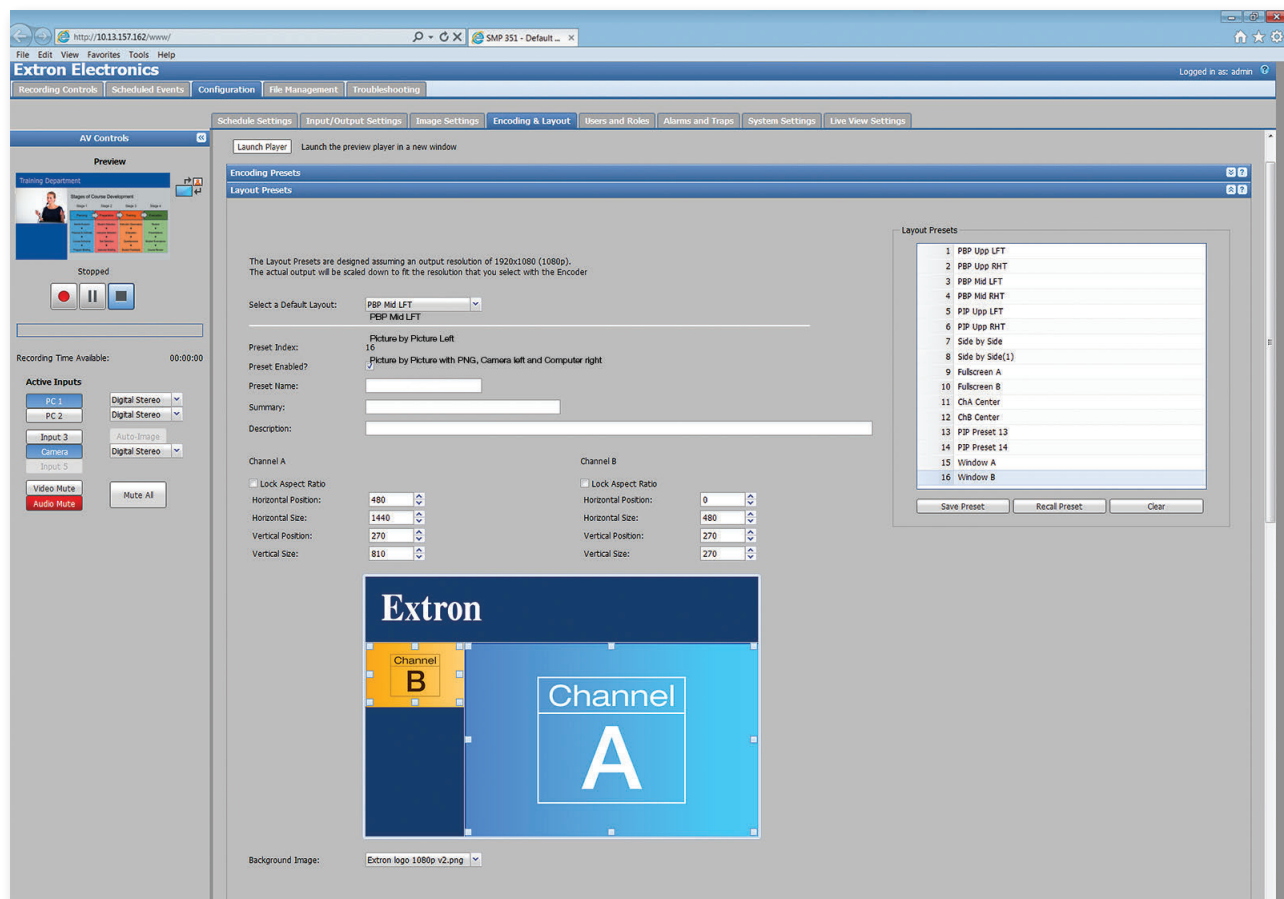 http://10.13.157.162/www/
SMP 351 - Default ...
File Edit View Favorites Tools Help
Extron Electronics
Logged in as: admin
Recording Controls Scheduled Events Configuration File Management Troubleshooting
Schedule Settings Input/Output Settings Image Settings Encoding & Layout Users and Roles Alarms and Traps System Settings Live View Settings
AV Controls
Preview
Training Department
Stages of Course Development
Stage 1 Stage 2 Stage 3 Stage 4
Stopped
Recording Time Available: 00:00:00
Active Inputs
PC 1 Digital Stereo
PC 2 Digital Stereo
Input 3 Auto-Image
Camera Digital Stereo
Input 5
Video Mute
Audio Mute
Mute All
Launch Player Launch the preview player in a new window
Encoding Presets
Layout Presets
The Layout Presets are designed assuming an output resolution of 1920x1080 (1080p).
The actual output will be scaled down to fit the resolution that you select with the Encoder
Select a Default Layout: PBP Mid LFT
PBP Mid LFT
Picture by Picture Left
Preset Index: 16
Preset Enabled?
Picture by Picture with PNG, Camera left and Computer right
Preset Name:
Summary:
Description:
Channel A
Lock Aspect Ratio
Horizontal Position: 480
Horizontal Size: 1440
Vertical Position: 270
Vertical Size: 810
Channel B
Lock Aspect Ratio
Horizontal Position: 0
Horizontal Size: 480
Vertical Position: 270
Vertical Size: 270
Extron
Channel
B
Channel
A
Background Image: Extron logo 1080p v2.png
Layout Presets
1 PBP Upp LFT
2 PBP Upp RHT
3 PBP Mid LFT
4 PBP Mid RHT
5 PIP Upp LFT
6 PIP Upp RHT
7 Side by Side
8 Side by Side(1)
9 Fullscreen A
10 Fullscreen B
11 ChA Center
12 ChB Center
13 PIP Preset 13
14 PIP Preset 14
15 Window A
16 Window B
Save Preset Recall Preset Clear